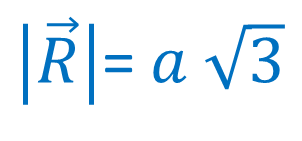 |R⃗| = a √3